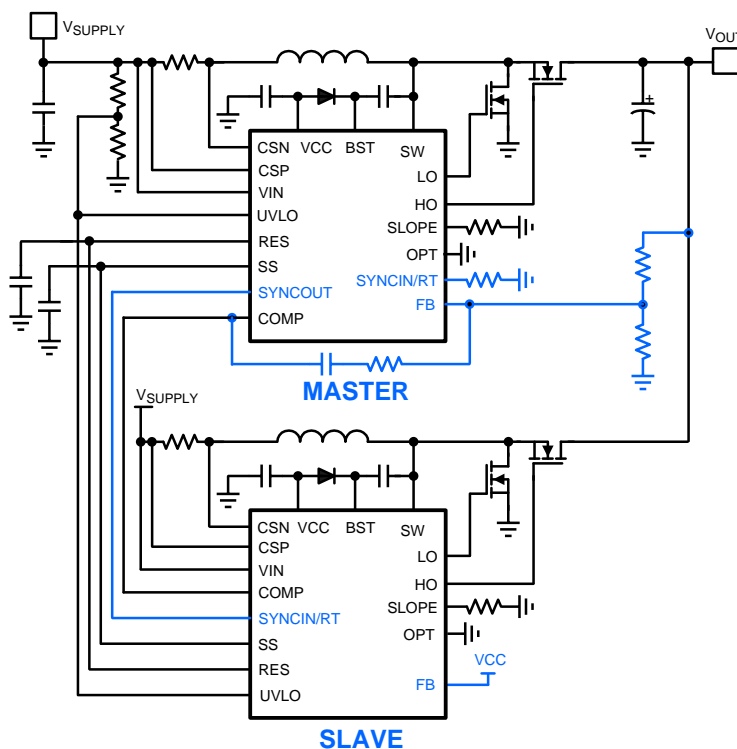 VSUPPLY
VOUT
+
CSN VCC BST SW
CSP
VIN
UVLO
RES
SS
SYNCOUT
COMP
LO
HO
SLOPE
OPT
SYNCIN/RT
FB
MASTER
VSUPPLY
CSN VCC BST SW
CSP
VIN
COMP
SYNCIN/RT
SS
RES
UVLO
LO
HO
SLOPE
OPT
VCC
FB
SLAVE